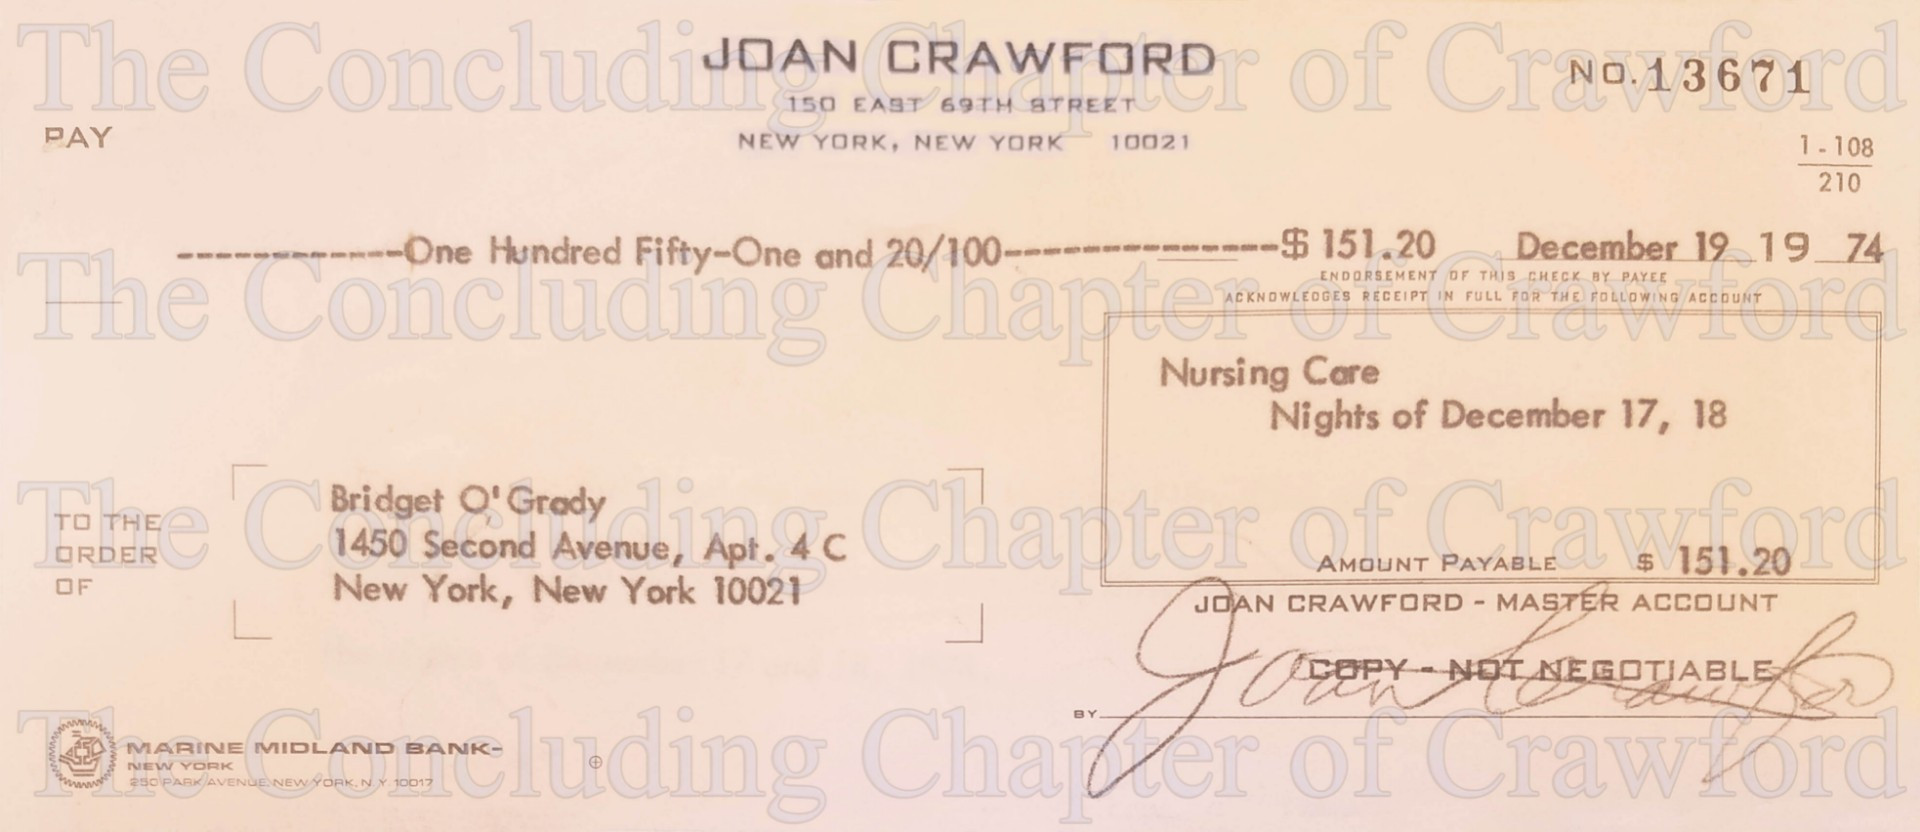 The Concluding Chapter of Crawford
JOAN CRAWFORD
NO. 13671
150 EAST 69TH STREET
NEW YORK, NEW YORK 10021
PAY
1-108
210
------------One Hundred Fifty-One and 20/100---------------$ 151.20 December 19 19 74
ENDORSEMENT OF THIS CHECK BY PAYEE
ACKNOWLEDGES RECEIPT IN FULL FOR THE FOLLOWING ACCOUNT
The Concluding Chapter of Crawford
Nursing Care
Nights of December 17, 18
The Concluding Chapter of Crawford
TO THE
ORDER
OF
Bridget O'Grady
1450 Second Avenue, Apt. 4 C
New York, New York 10021
AMOUNT PAYABLE $ 151.20
JOAN CRAWFORD - MASTER ACCOUNT
COPY - NOT NEGOTIABLE
Joan Crawford
BY
The Concluding Chapter of Crawford
MARINE MIDLAND BANK-
NEW YORK
250 PARK AVENUE, NEW YORK, N.Y. 10017